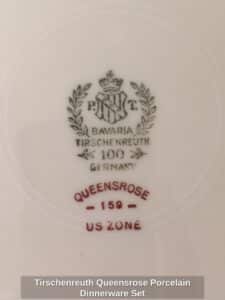 P. T.
BAVARIA
TIRSCHENREUTH
100
GERMANY
QUEENSROSE
- 159 -
US ZONE
Tirschenreuth Queensrose Porcelain
Dinnerware Set